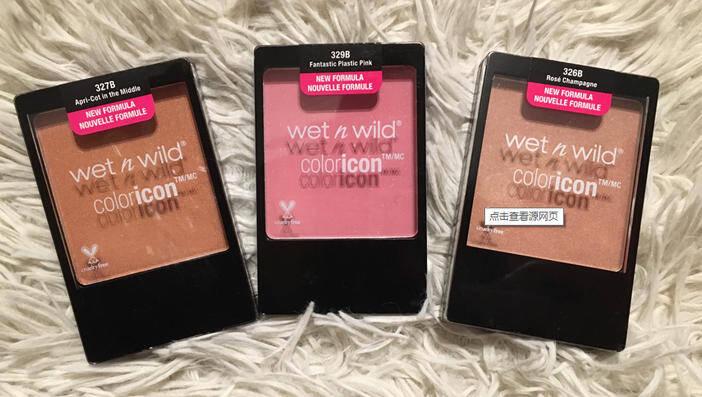 327B
Apri-Cot in the Middle
NEW FORMULA
NOUVELLE FORMULE
wet n wild®
coloricon TM/MC
cruelty free
329B
Fantastic Plastic Pink
NEW FORMULA
NOUVELLE FORMULE
wet n wild®
coloricon TM/MC
cruelty free
326B
Rosé Champagne
NEW FORMULA
NOUVELLE FORMULE
wet n wild®
coloricon TM/MC
点击查看源网页
cruelty free